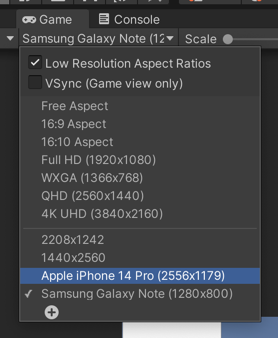 Game Console
Samsung Galaxy Note (12 Scale
Low Resolution Aspect Ratios
VSync (Game view only)
Free Aspect
16:9 Aspect
16:10 Aspect
Full HD (1920x1080)
WXGA (1366x768)
QHD (2560x1440)
4K UHD (3840x2160)
2208x1242
1440x2560
Apple iPhone 14 Pro (2556x1179)
Samsung Galaxy Note (1280x800)